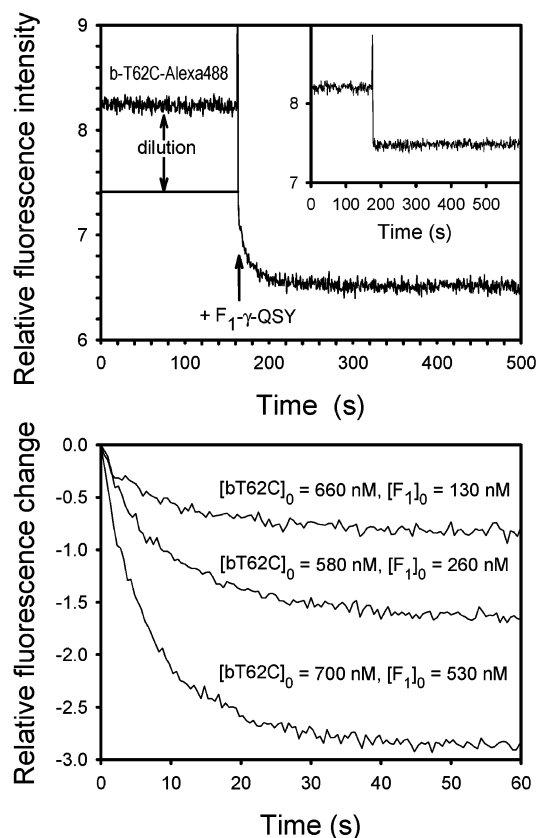 Relative fluorescence intensity
9
8
7
6
b-T62C-Alexa488
dilution
+ F1-γ-QSY
0 100 200 300 400 500
Time (s)
8
7
0 100 200 300 400 500
Time (s)
Relative fluorescence change
0.0
-0.5
-1.0
-1.5
-2.0
-2.5
-3.0
[bT62C]0 = 660 nM, [F1]0 = 130 nM
[bT62C]0 = 580 nM, [F1]0 = 260 nM
[bT62C]0 = 700 nM, [F1]0 = 530 nM
0 10 20 30 40 50 60
Time (s)